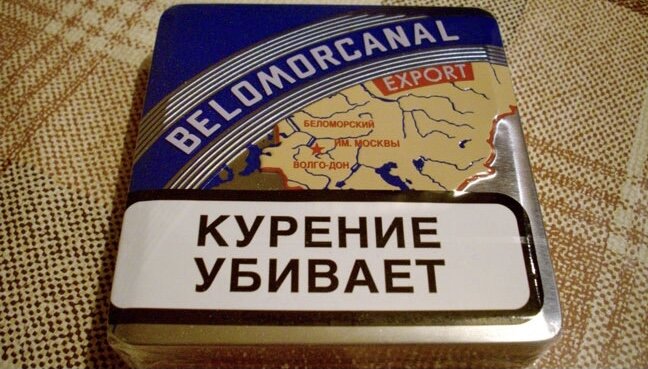 BELOMORCANAL
EXPORT
БЕЛОМОРСКИЙ
ИМ. МОСКВЫ
ВОЛГО-ДОН
КУРЕНИЕ
УБИВАЕТ